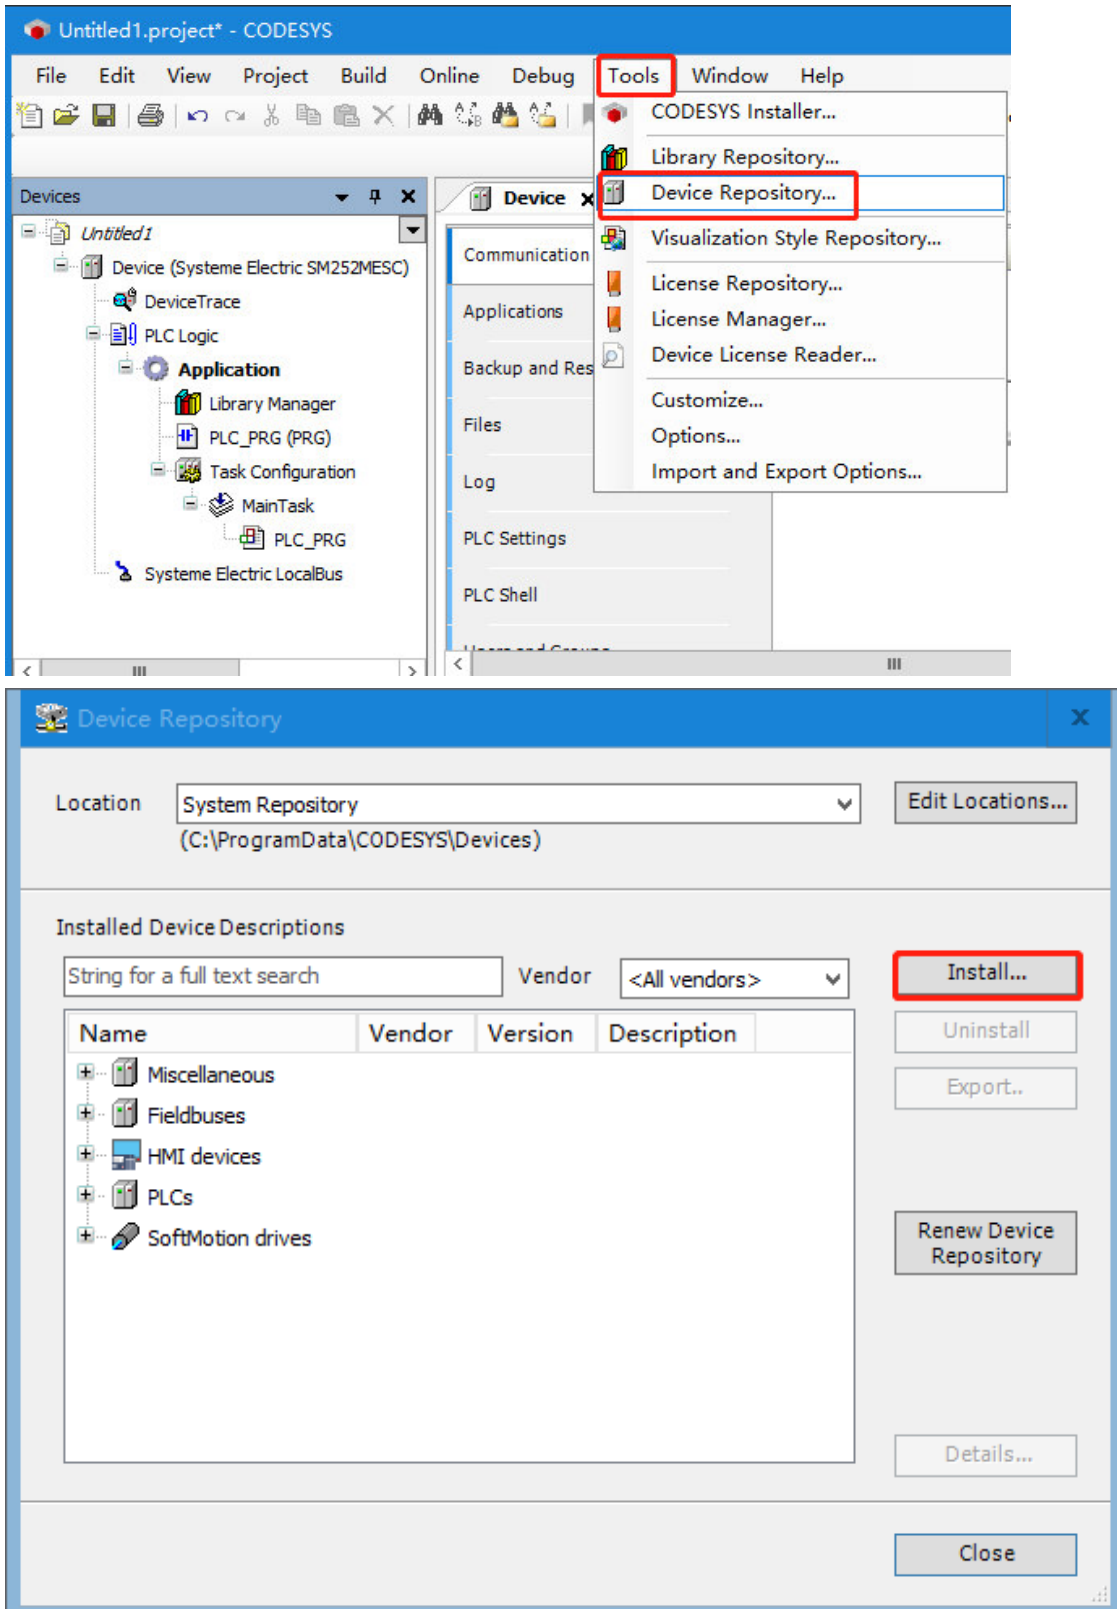 Untitled1.project* - CODESYS
File Edit View Project Build Online Debug Tools Window Help
CODESYS Installer...
Library Repository...
Device Repository...
Visualization Style Repository...
License Repository...
License Manager...
Device License Reader...
Customize...
Options...
Import and Export Options...
Devices
Untitled1
Device (Systeme Electric SM252MESC)
DeviceTrace
PLC Logic
Application
Library Manager
PLC_PRG (PRG)
Task Configuration
MainTask
PLC_PRG
Systeme Electric LocalBus
Device
Communication
Applications
Backup and Res
Files
Log
PLC Settings
PLC Shell
Device Repository
Location System Repository Edit Locations...
(C:\ProgramData\CODESYS\Devices)
Installed Device Descriptions
String for a full text search Vendor <All vendors> Install...
Name Vendor Version Description
Uninstall
Miscellaneous
Export..
Fieldbuses
HMI devices
PLCs
SoftMotion drives
Renew Device
Repository
Details...
Close